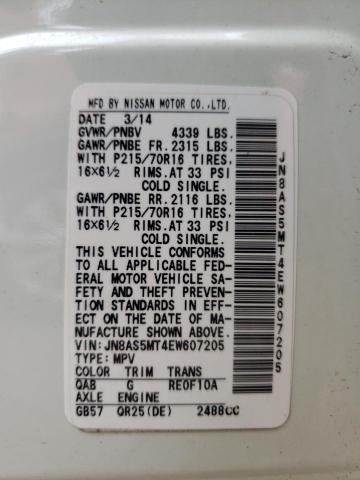 MFD BY NISSAN MOTOR CO.,LTD.
DATE 3/14
GVWR/PNBV 4339 LBS.
GAWR/PNBE FR. 2315 LBS.
WITH P215/70R16 TIRES,
16X6½ RIMS.AT 33 PSI
COLD SINGLE.
GAWR/PNBE RR. 2116 LBS.
WITH P215/70R16 TIRES,
16X6½ RIMS.AT 33 PSI
COLD SINGLE.
THIS VEHICLE CONFORMS
TO ALL APPLICABLE FED-
ERAL MOTOR VEHICLE SA-
FETY AND THEFT PREVEN-
TION STANDARDS IN EFF-
ECT ON THE DATE OF MA-
NUFACTURE SHOWN ABOVE.
VIN: JN8AS5MT4EW607205
TYPE: MPV
COLOR TRIM TRANS
QAB G RE0F10A
AXLE ENGINE
GB57 QR25(DE) 2488CC
JN8AS5MT4EW607205